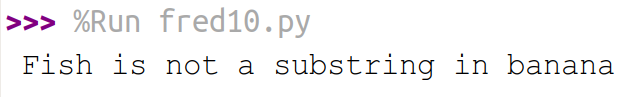 >>> %Run fred10.py
Fish is not a substring in banana